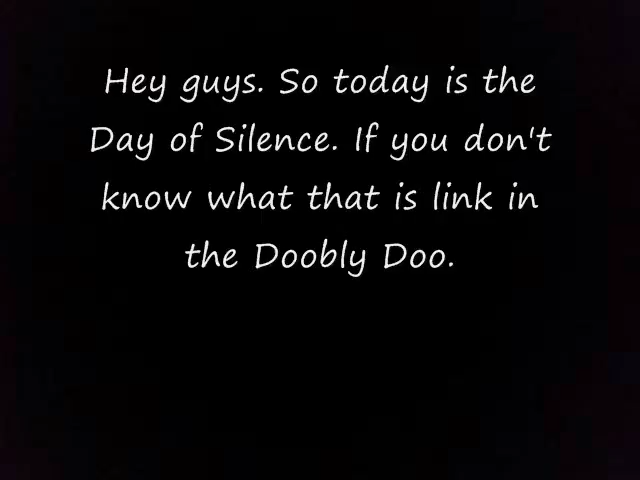 Hey guys. So today is the
Day of Silence. If you don't
know what that is link in
the Doobly Doo.